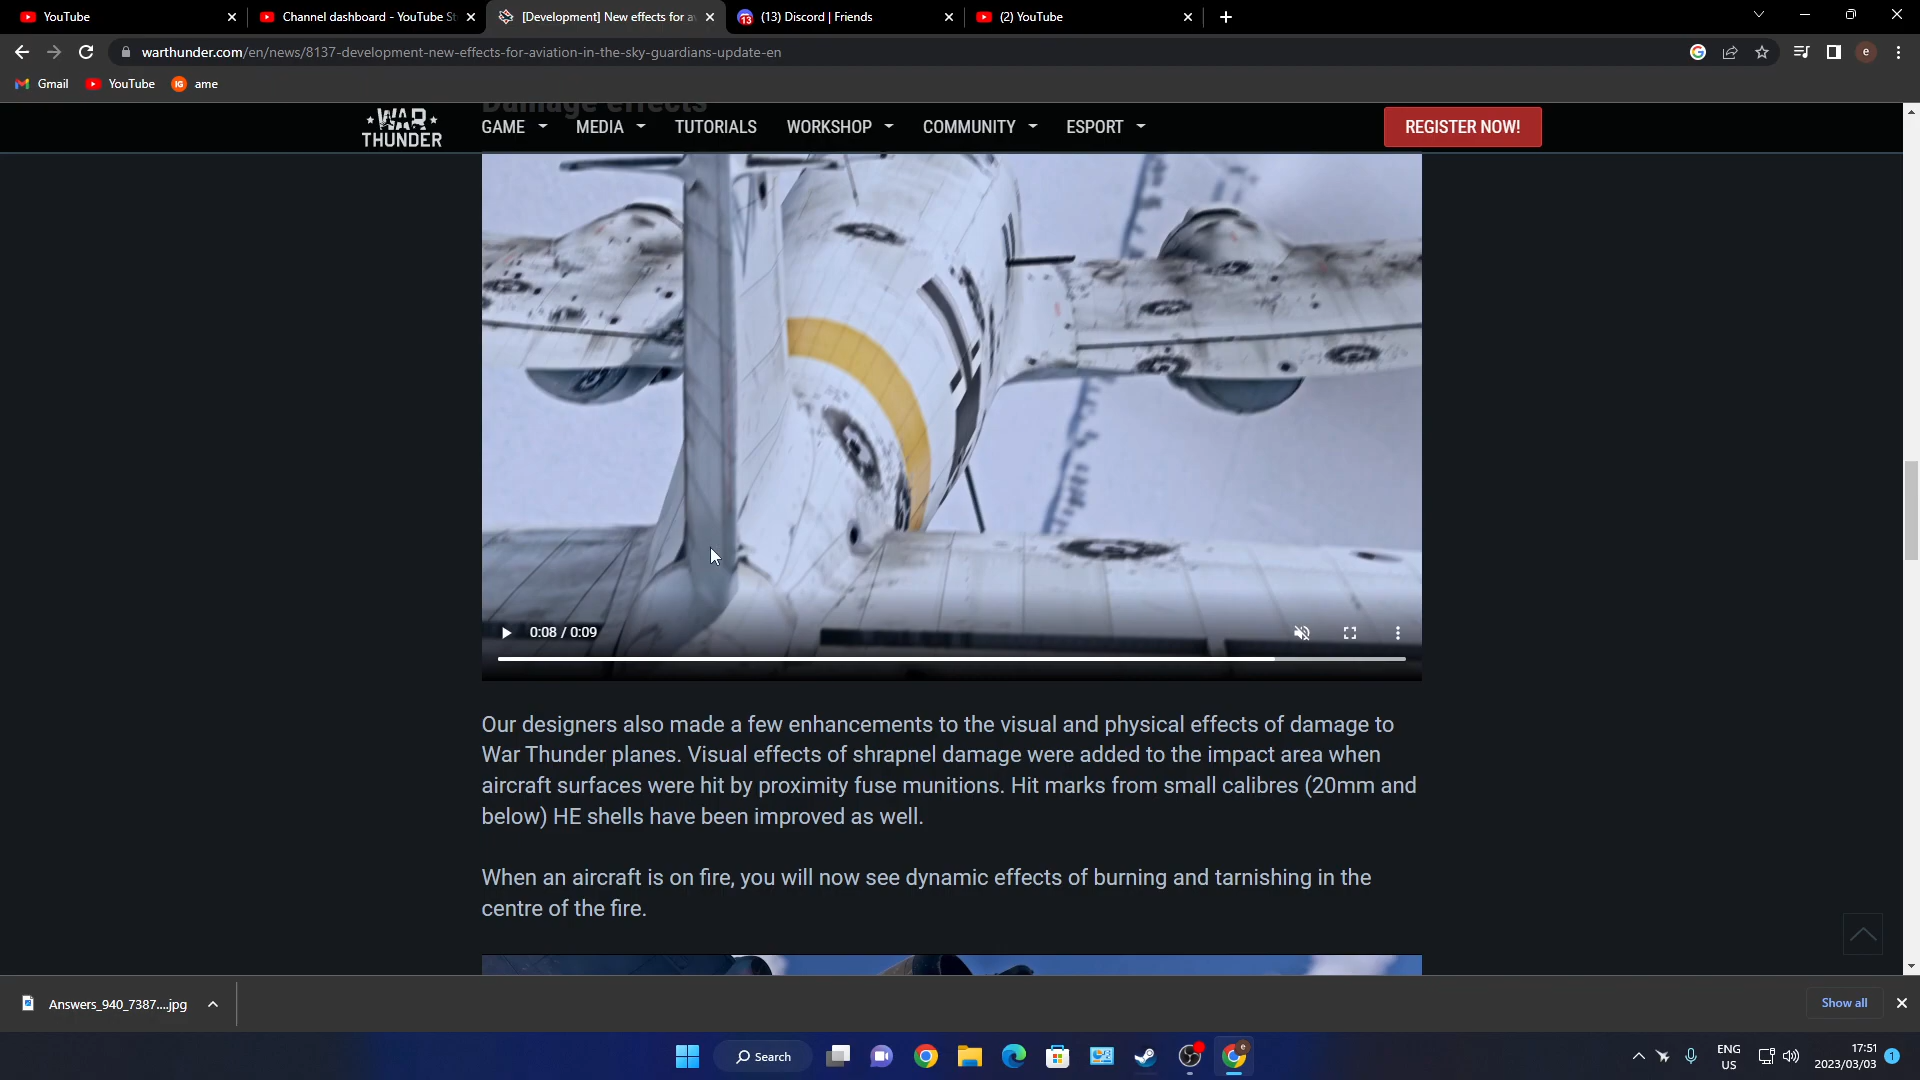 YouTube
Channel dashboard - YouTube St
[Development] New effects for a
(13) Discord | Friends
(2) YouTube
warthunder.com/en/news/8137-development-new-effects-for-aviation-in-the-sky-guardians-update-en
Gmail
YouTube
ame
Damage effects
WAR THUNDER
GAME
MEDIA
TUTORIALS
WORKSHOP
COMMUNITY
ESPORT
REGISTER NOW!
0:08 / 0:09
Our designers also made a few enhancements to the visual and physical effects of damage to
War Thunder planes. Visual effects of shrapnel damage were added to the impact area when
aircraft surfaces were hit by proximity fuse munitions. Hit marks from small calibres (20mm and
below) HE shells have been improved as well.
When an aircraft is on fire, you will now see dynamic effects of burning and tarnishing in the
centre of the fire.
Answers_940_7387....jpg
Show all
Search
ENG
US
17:51
2023/03/03
1